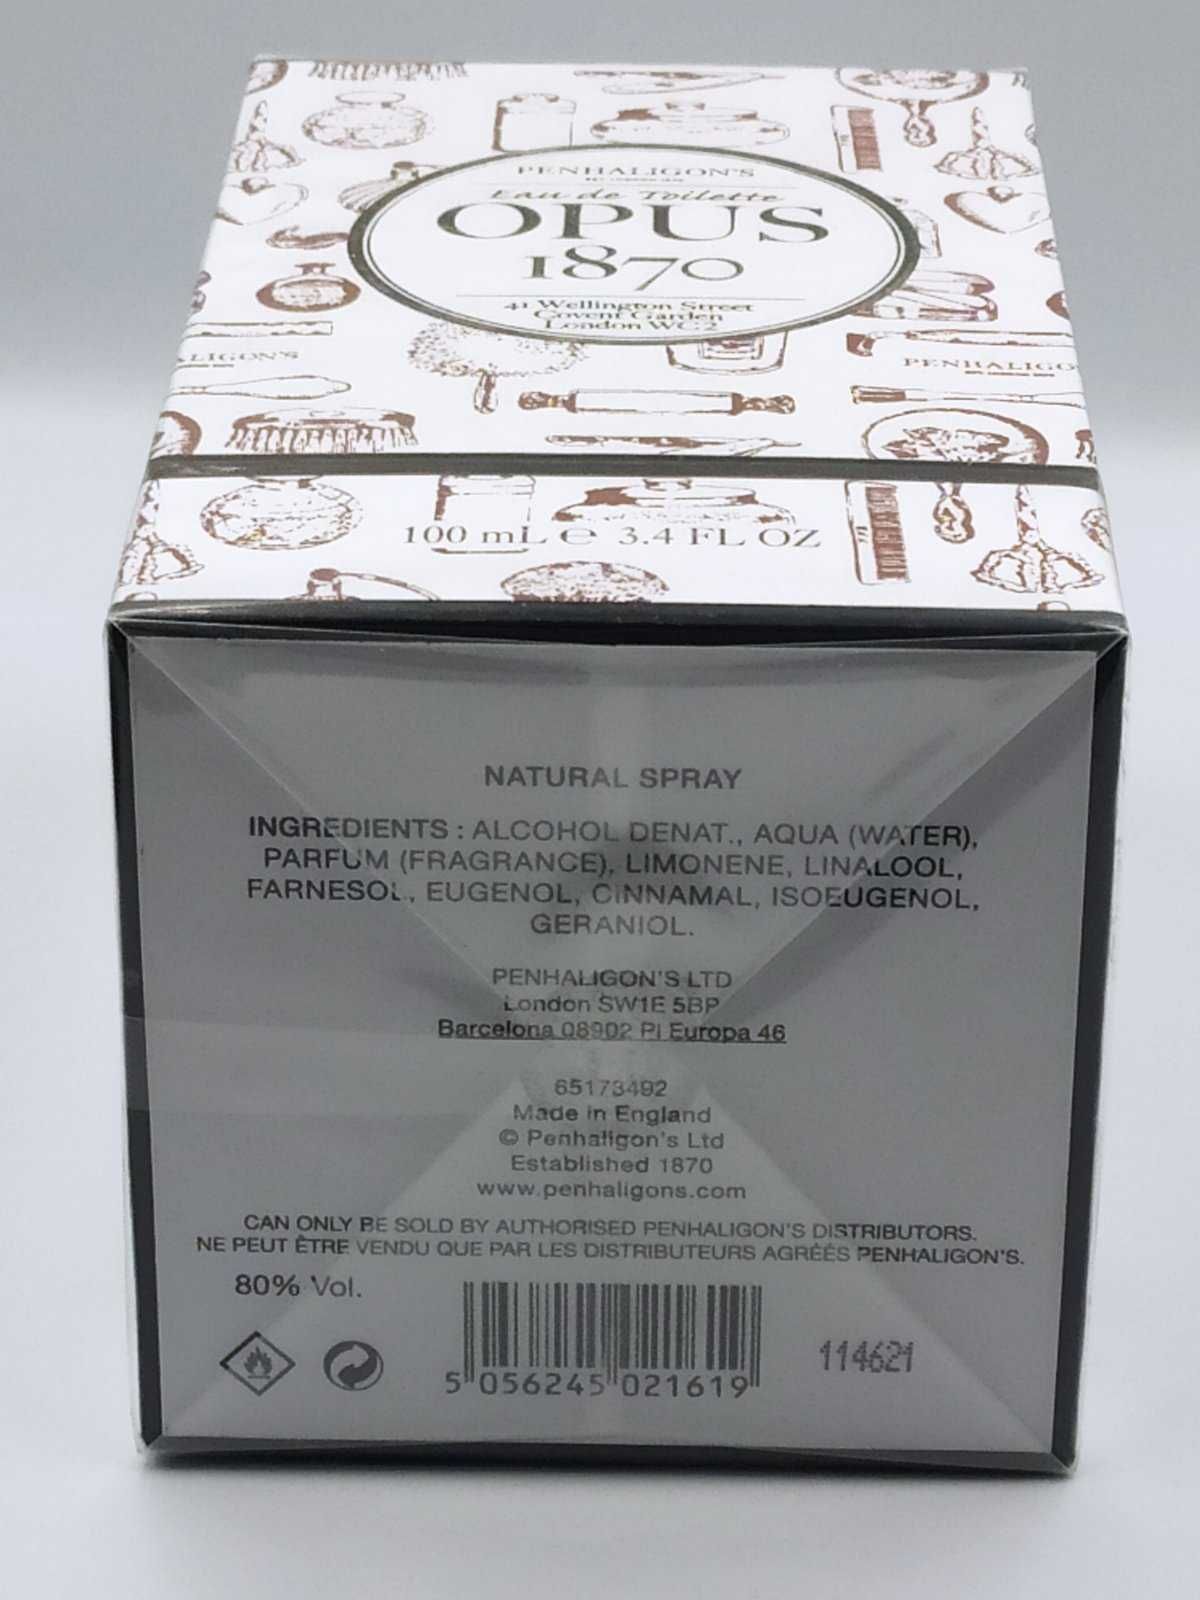 PENHALIGON'S
Eau de Toilette
OPUS
1870
41 Wellington Street
Covent Garden
London WC2
LIGON'S
PENHALIGO
100 mL e 3.4 FL OZ
NATURAL SPRAY
INGREDIENTS : ALCOHOL DENAT., AQUA (WATER),
PARFUM (FRAGRANCE), LIMONENE, LINALOOL,
FARNESOL, EUGENOL, CINNAMAL, ISOEUGENOL,
GERANIOL.
PENHALIGON'S LTD
London SW1E 5BP
Barcelona 08902 Pl Europa 46
65173492
Made in England
© Penhaligon's Ltd
Established 1870
www.penhaligons.com
CAN ONLY BE SOLD BY AUTHORISED PENHALIGON'S DISTRIBUTORS.
NE PEUT ÊTRE VENDU QUE PAR LES DISTRIBUTEURS AGRÉÉS PENHALIGON'S.
80% Vol.
5 056245 021619
114621